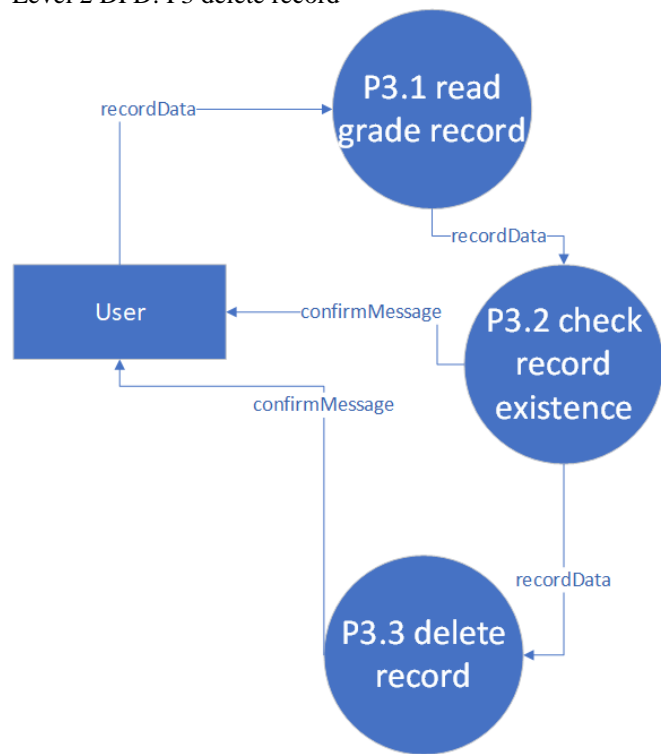 Level 2 DFD: P3 delete record
P3.1 read
grade record
recordData
recordData
User
confirmMessage
P3.2 check
record
existence
confirmMessage
recordData
P3.3 delete
record